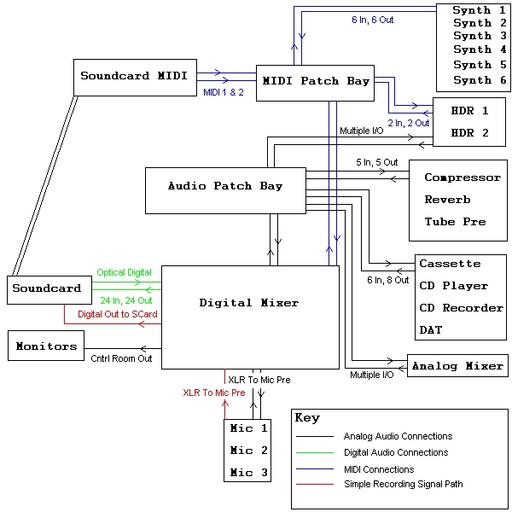 6 In, 6 Out
Synth 1
Synth 2
Synth 3
Synth 4
Synth 5
Synth 6
Soundcard MIDI
MIDI Patch Bay
MIDI 1 & 2
HDR 1
2 In, 2 Out
HDR 2
Multiple I/O
5 In, 5 Out
Audio Patch Bay
Compressor
Reverb
Tube Pre
Cassette
6 In, 8 Out
CD Player
CD Recorder
DAT
Optical Digital
Soundcard
24 In, 24 Out
Digital Out to SCard
Digital Mixer
Monitors
Cntrl Room Out
Analog Mixer
Multiple I/O
XLR To Mic Pre
XLR To Mic Pre
Mic 1
Mic 2
Mic 3
Key
Analog Audio Connections
Digital Audio Connections
MIDI Connections
Simple Recording Signal Path